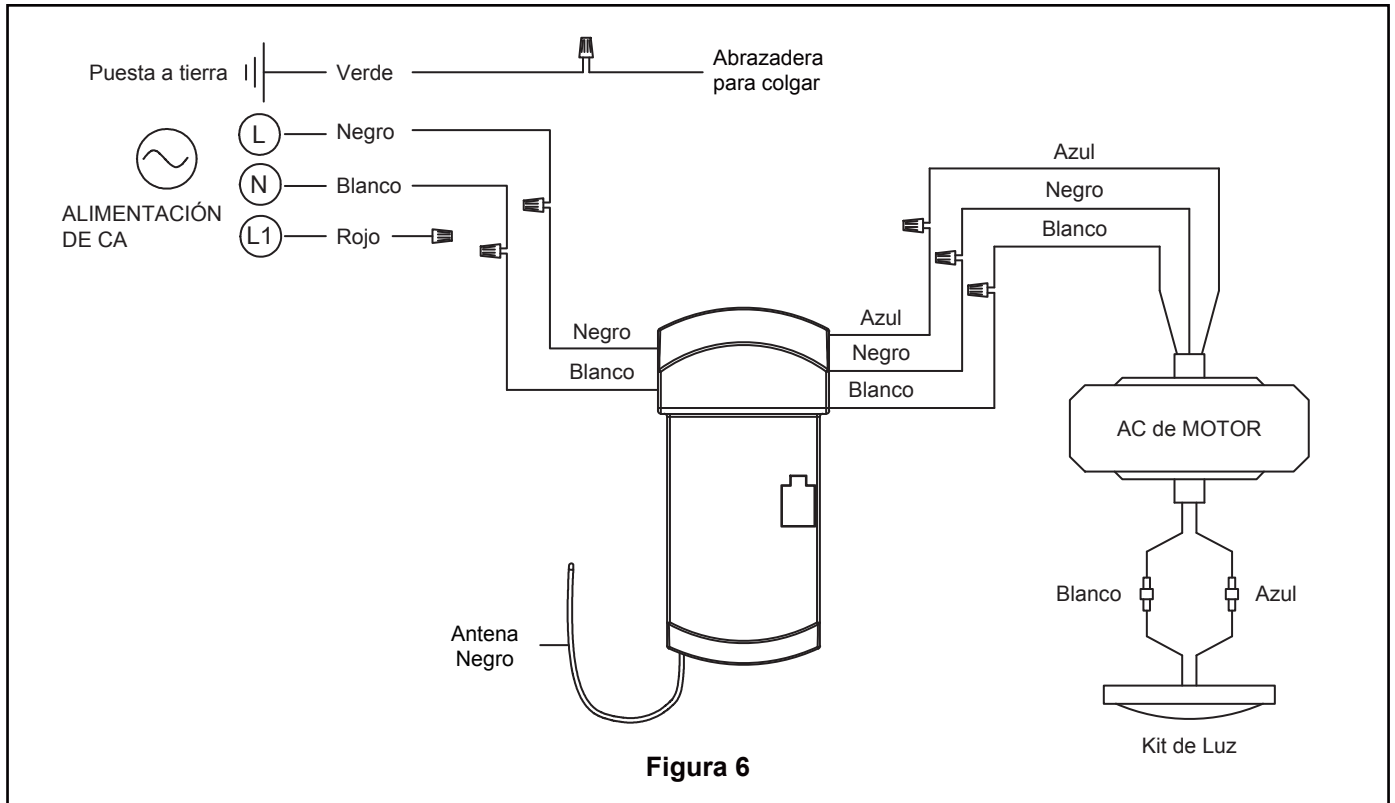 Puesta a tierra
Verde
Abrazadera
para colgar
L
Negro
N
Blanco
ALIMENTACIÓN
DE CA
L1
Rojo
Azul
Negro
Blanco
Negro
Blanco
Azul
Negro
Blanco
AC de MOTOR
Blanco
Azul
Antena
Negro
Kit de Luz
Figura 6